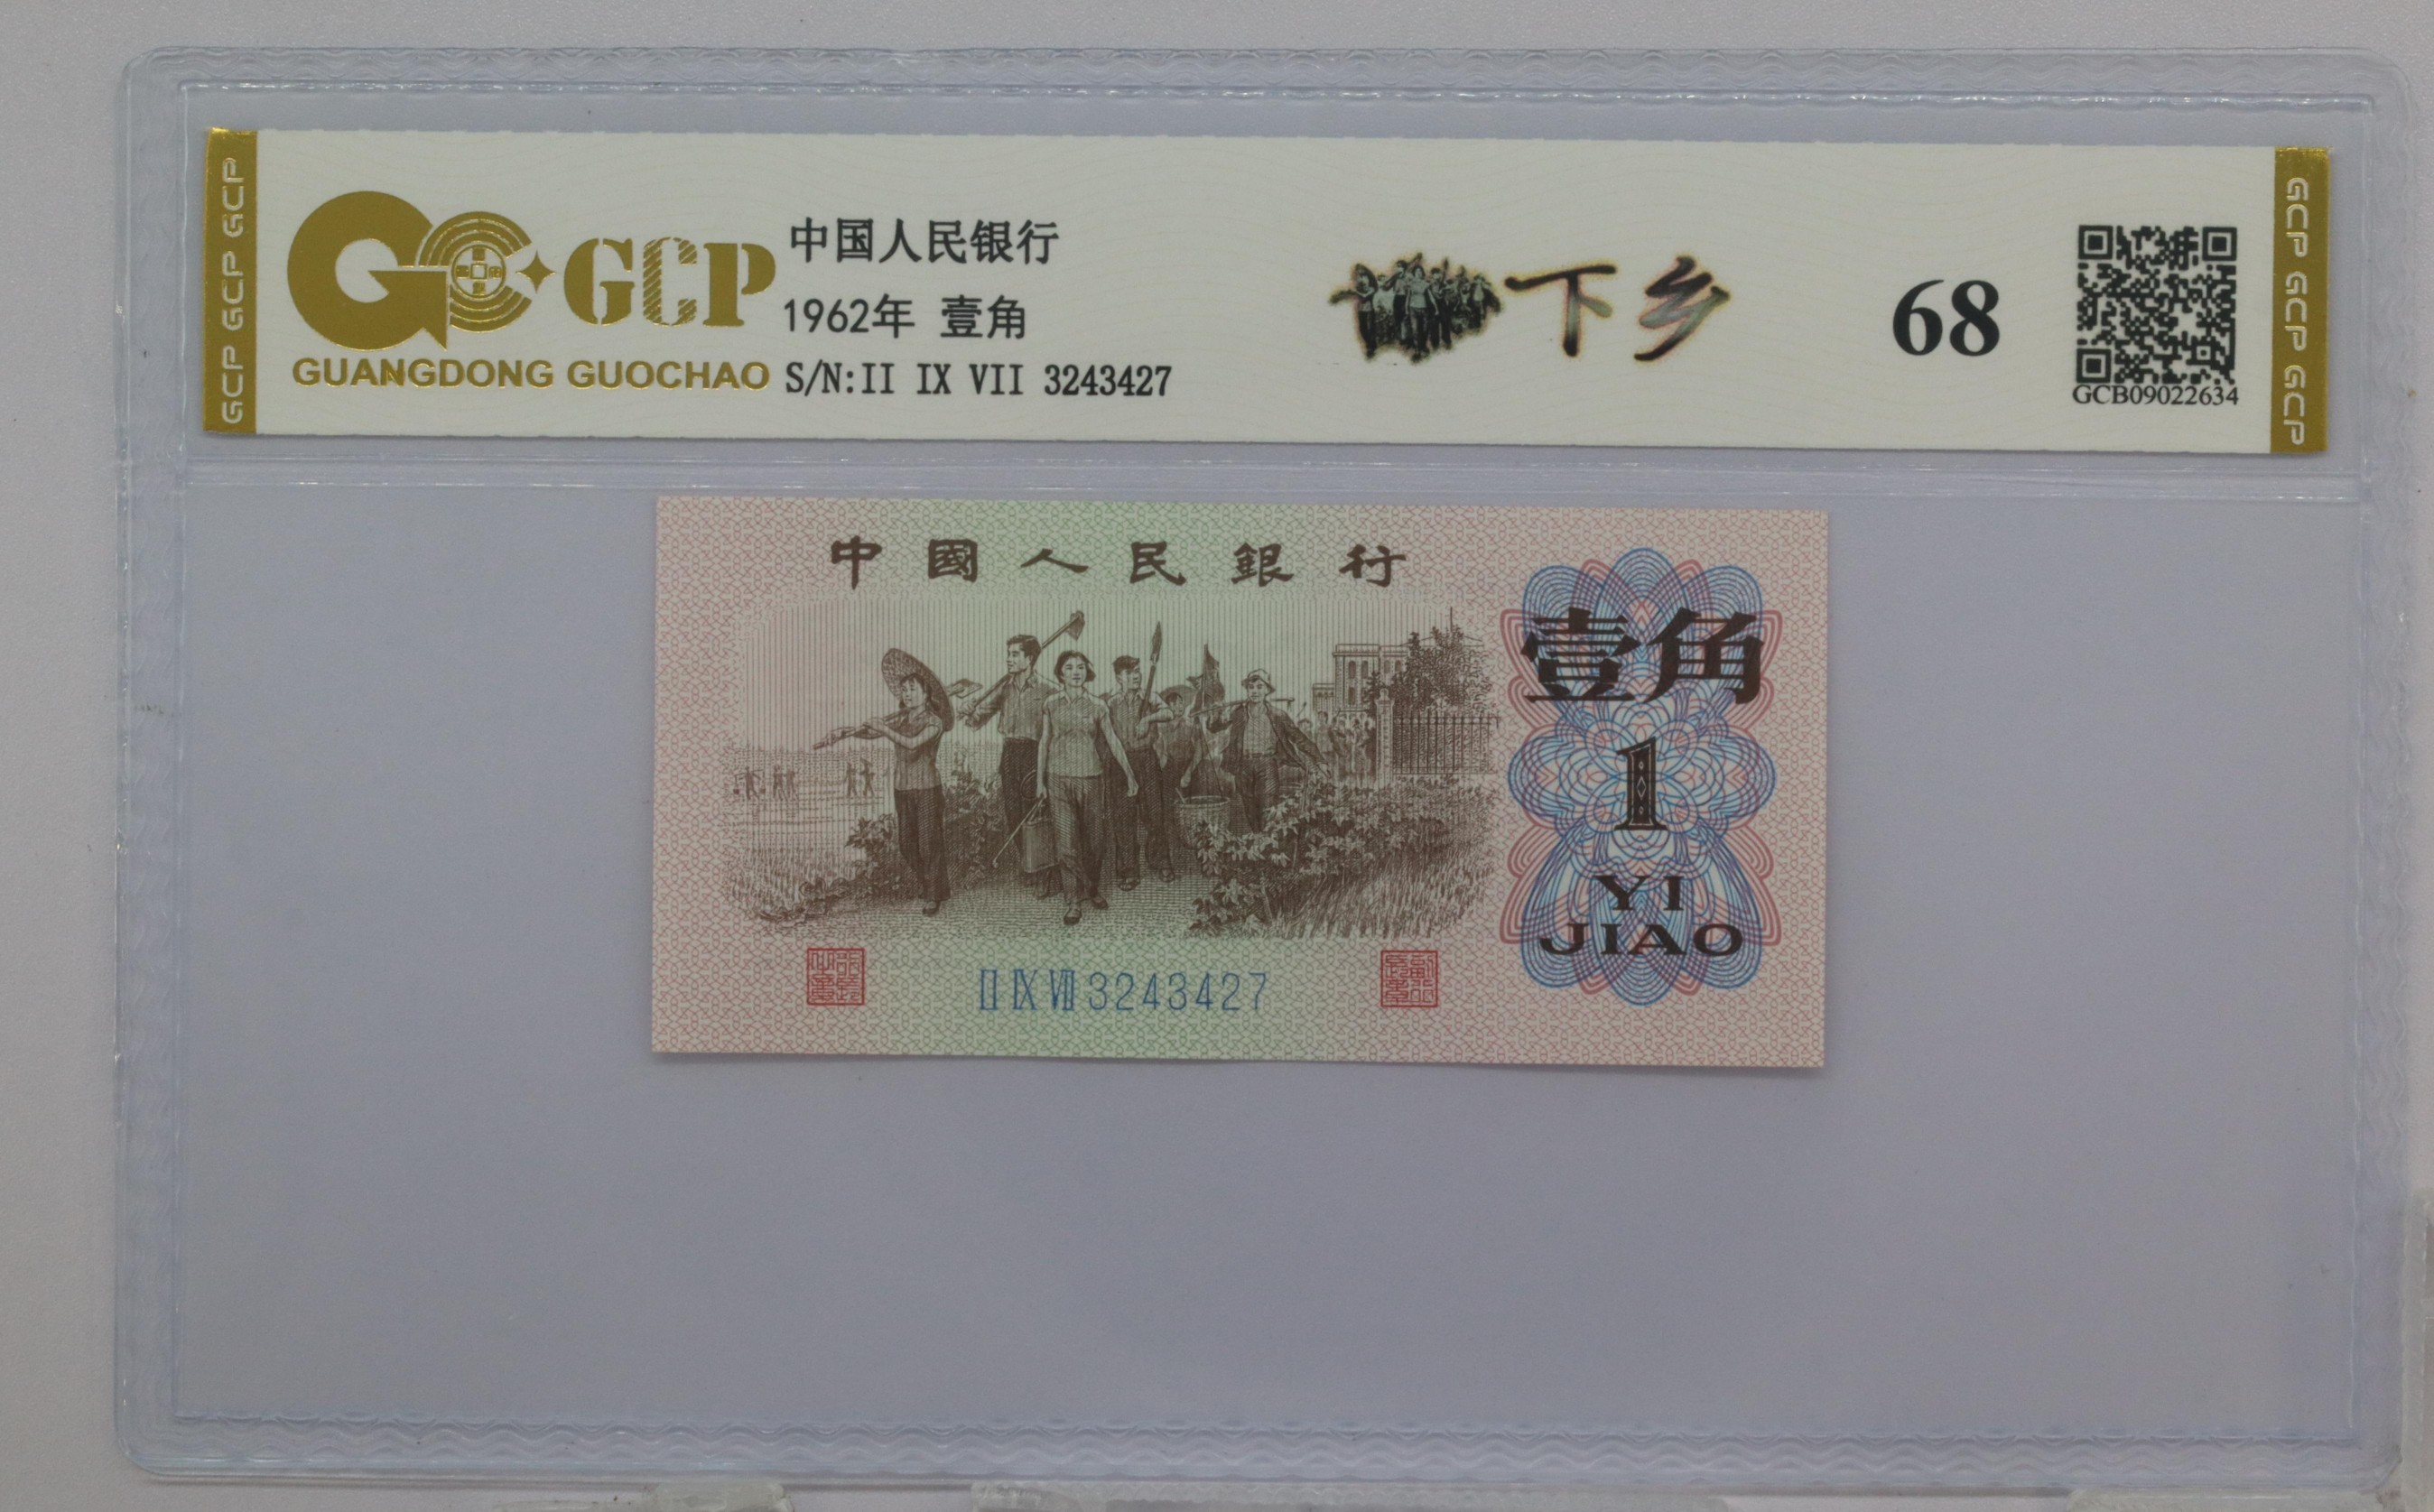 GCP GCP GCP
GCP
GUANGDONG GUOCHAO
中国人民银行
1962年 壹角
S/N:II IX VII 3243427
下乡
68
GCB09022634
GCP GCP GCP
中國人民銀行
壹角
1
YI
JIAO
II IX VII 3243427